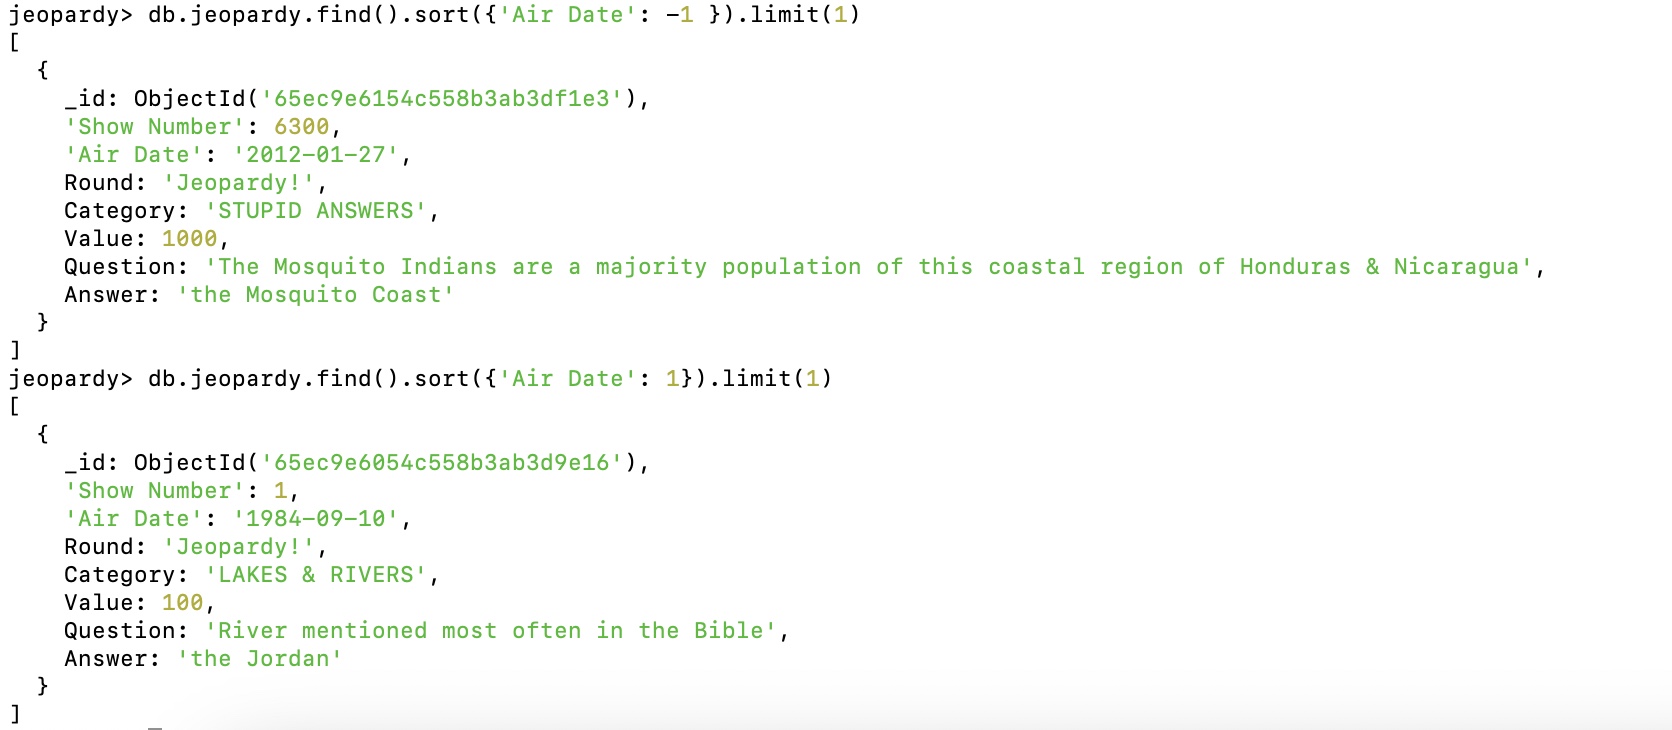 jeopardy> db.jeopardy.find().sort({'Air Date': -1 }).limit(1)
[
  {
    _id: ObjectId('65ec9e6154c558b3ab3df1e3'),
    'Show Number': 6300,
    'Air Date': '2012-01-27',
    Round: 'Jeopardy!',
    Category: 'STUPID ANSWERS',
    Value: 1000,
    Question: 'The Mosquito Indians are a majority population of this coastal region of Honduras & Nicaragua',
    Answer: 'the Mosquito Coast'
  }
]
jeopardy> db.jeopardy.find().sort({'Air Date': 1}).limit(1)
[
  {
    _id: ObjectId('65ec9e6054c558b3ab3d9e16'),
    'Show Number': 1,
    'Air Date': '1984-09-10',
    Round: 'Jeopardy!',
    Category: 'LAKES & RIVERS',
    Value: 100,
    Question: 'River mentioned most often in the Bible',
    Answer: 'the Jordan'
  }
]